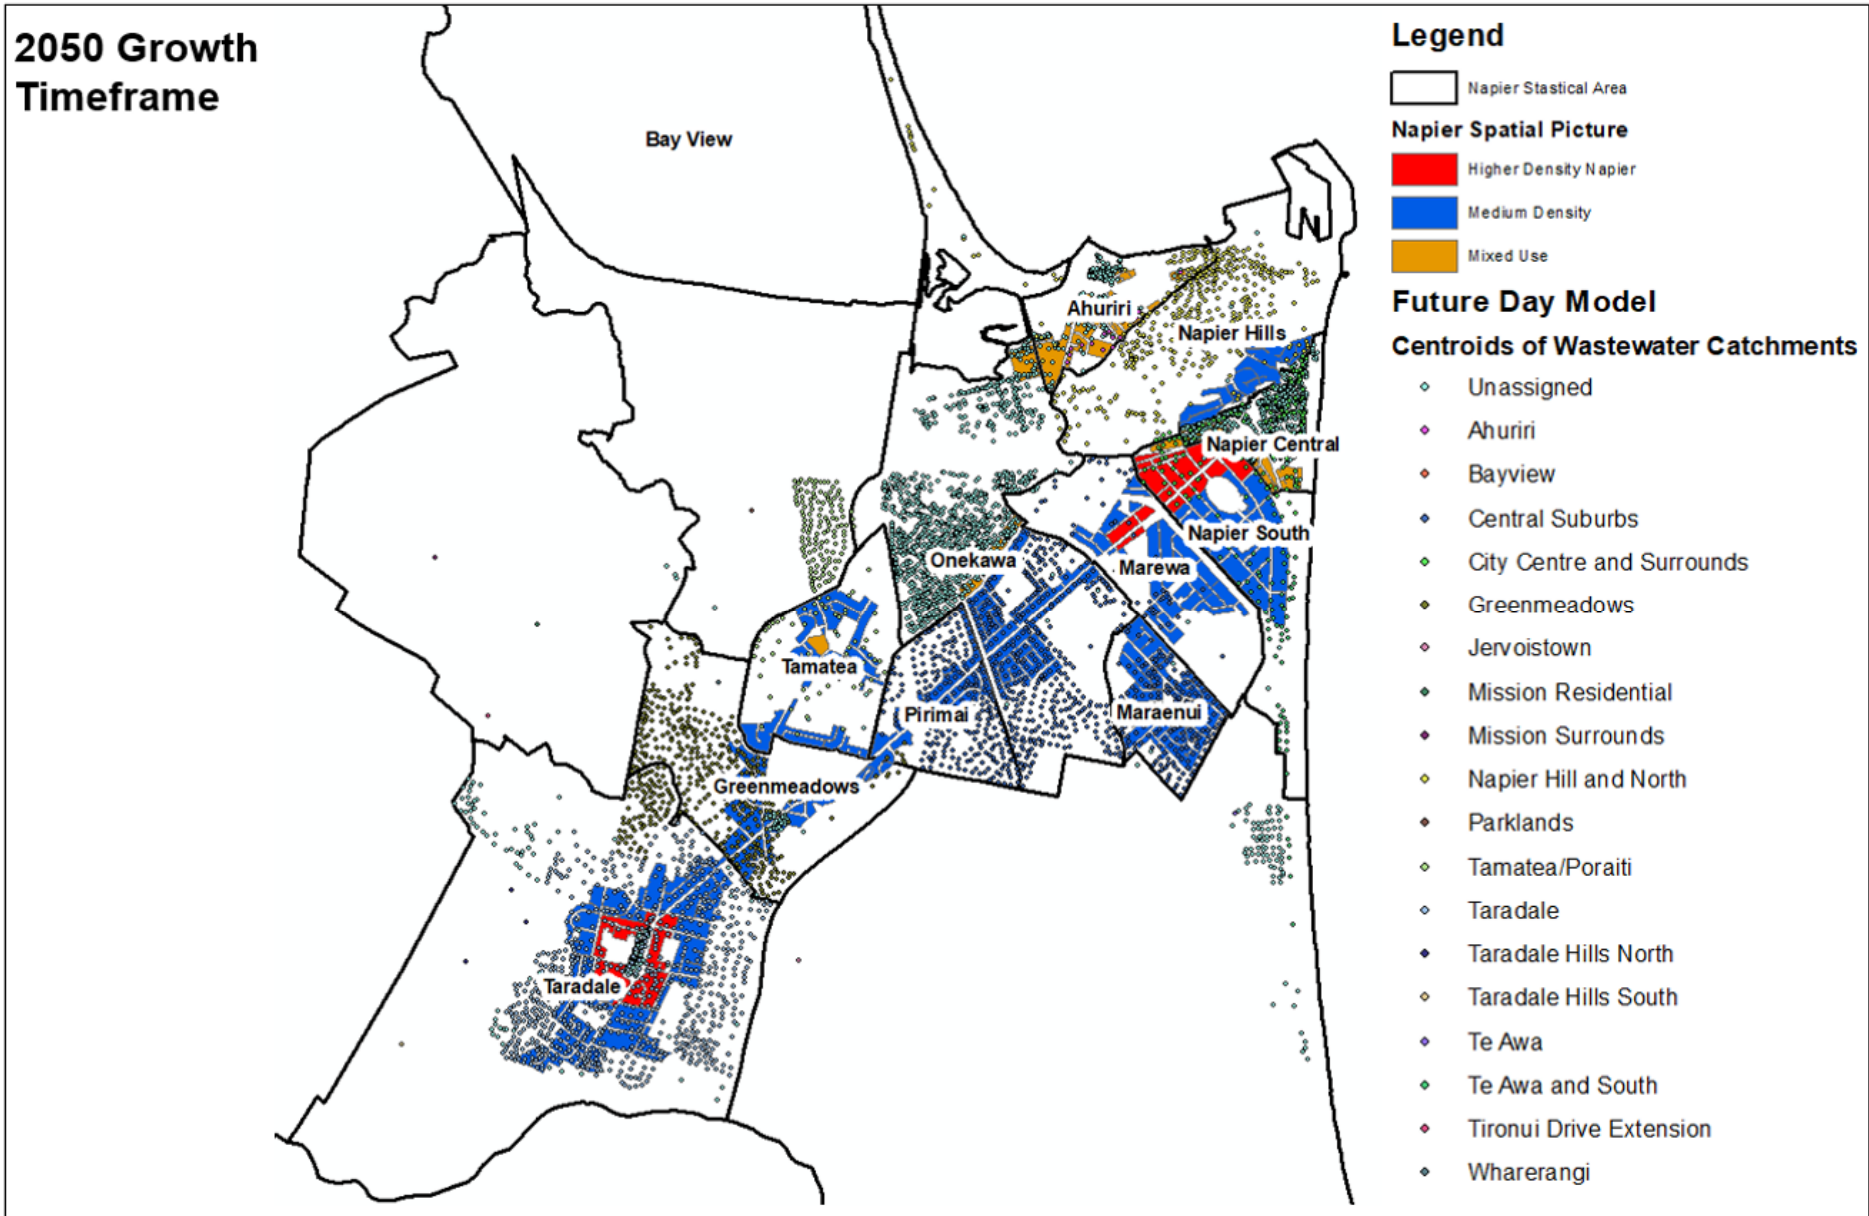 2050 Growth
Timeframe
Bay View
Ahuriri
Napier Hills
Napier Central
Napier South
Onekawa
Marewa
Tamatea
Pirimai
Maraenui
Greenmeadows
Taradale
Legend
Napier Stastical Area
Napier Spatial Picture
Higher Density Napier
Medium Density
Mixed Use
Future Day Model
Centroids of Wastewater Catchments
Unassigned
Ahuriri
Bayview
Central Suburbs
City Centre and Surrounds
Greenmeadows
Jervoistown
Mission Residential
Mission Surrounds
Napier Hill and North
Parklands
Tamatea/Poraiti
Taradale
Taradale Hills North
Taradale Hills South
Te Awa
Te Awa and South
Tironui Drive Extension
Wharerangi